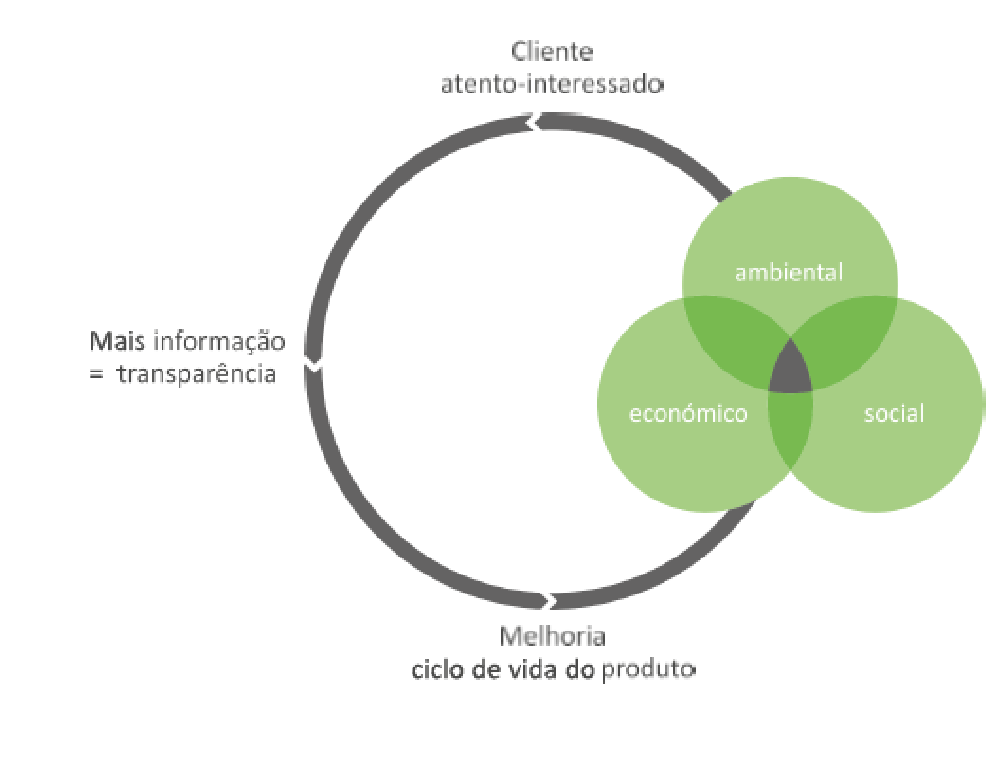 Cliente
atento-interessado
ambiental
Mais informação
= transparência
económico
social
Melhoria
ciclo de vida do produto